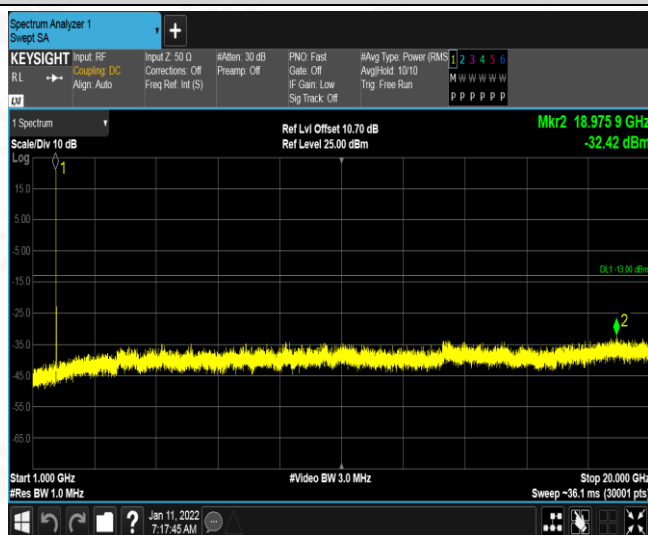 Spectrum Analyzer 1
Swept SA
+
KEYSIGHT
RL
LXI
Input: RF
Coupling: DC
Align: Auto
Input Z: 50 Ω
Corrections: Off
Freq Ref: Int (S)
#Atten: 30 dB
Preamp: Off
PNO: Fast
Gate: Off
IF Gain: Low
Sig Track: Off
#Avg Type: Power (RMS
Avg|Hold: 10/10
Trig: Free Run
1 2 3 4 5 6
M W W W W W
P P P P P P
1 Spectrum
Scale/Div 10 dB
Ref Lvl Offset 10.70 dB
Ref Level 25.00 dBm
Mkr2 18.975 9 GHz
-32.42 dBm
Log
1
15.0
5.00
-5.00
DL1 -13.00 dBm
-15.0
-25.0
2
-35.0
-45.0
-55.0
-65.0
Start 1.000 GHz
#Res BW 1.0 MHz
#Video BW 3.0 MHz
Stop 20.000 GHz
Sweep ~36.1 ms (30001 pts)
?
Jan 11, 2022
7:17:45 AM